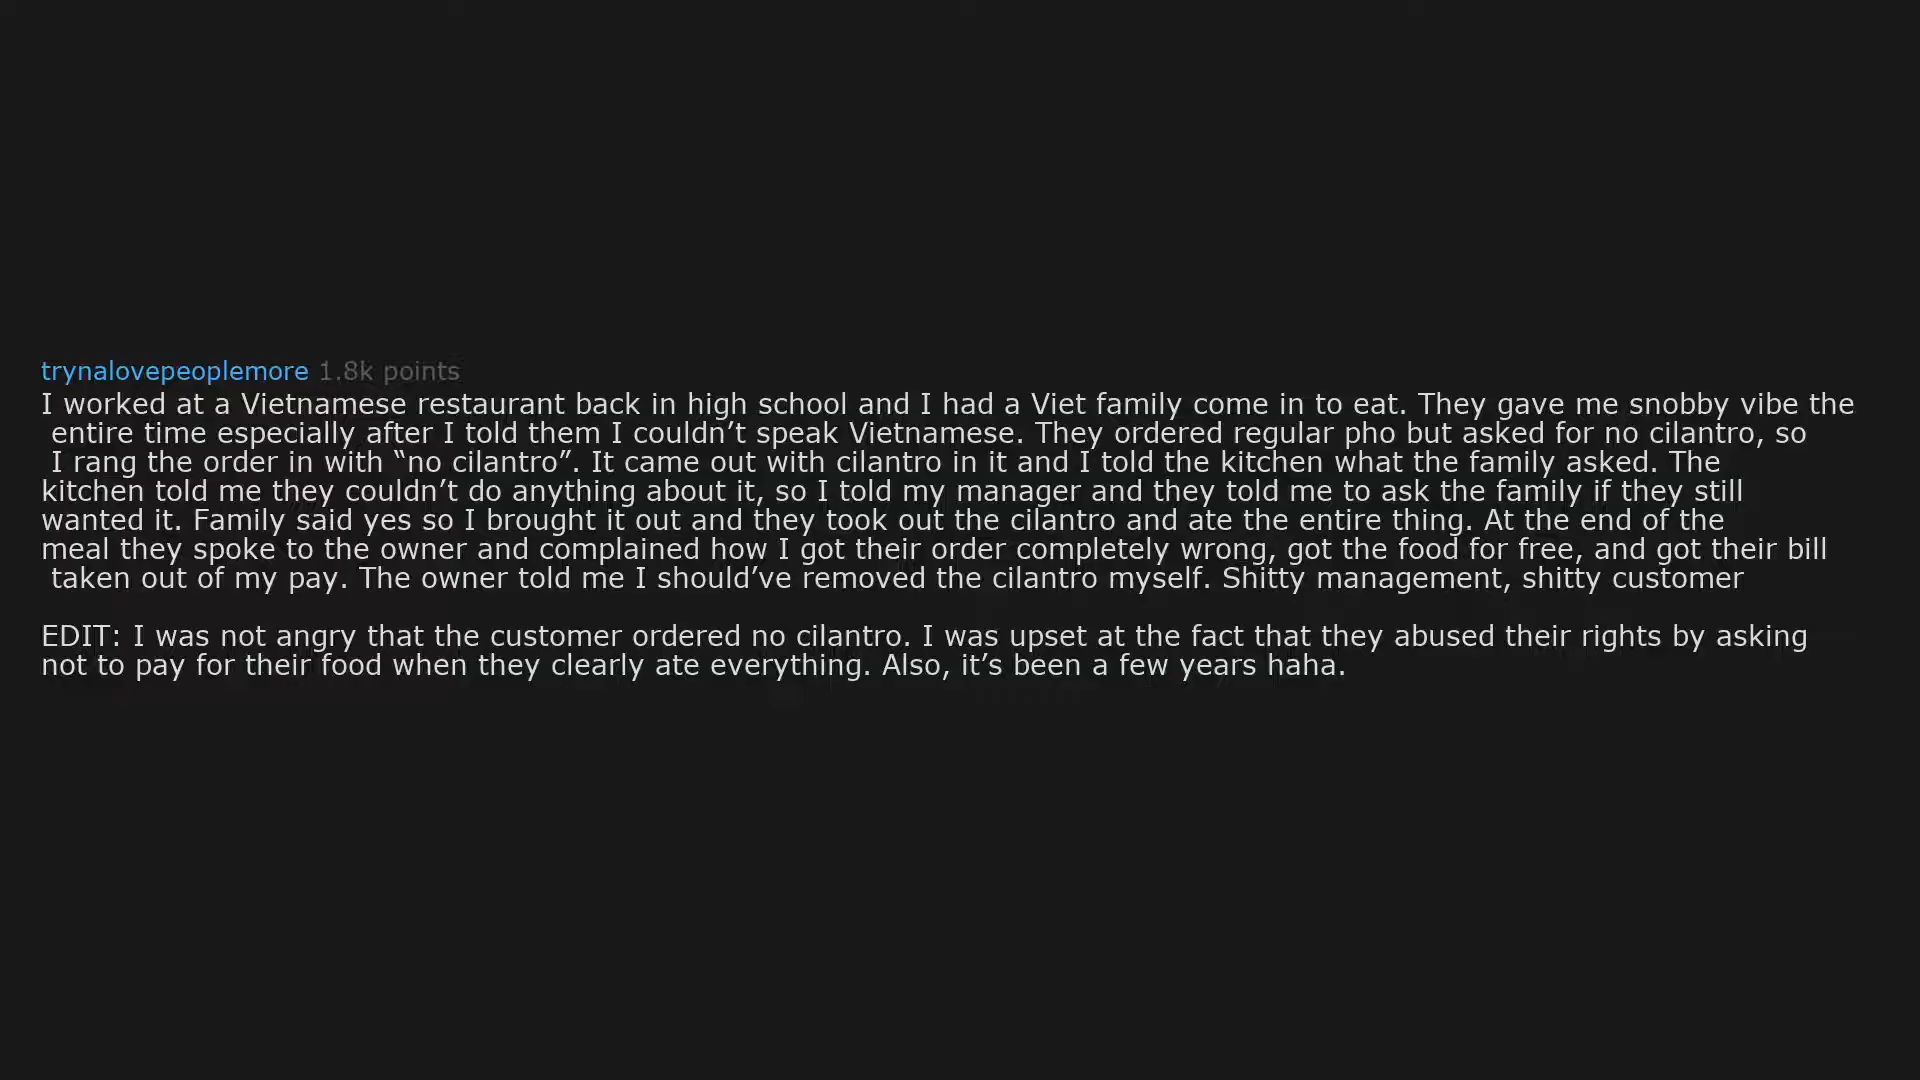 trynalovepeoplemore 1.8k points
I worked at a Vietnamese restaurant back in high school and I had a Viet family come in to eat. They gave me snobby vibe the
entire time especially after I told them I couldn’t speak Vietnamese. They ordered regular pho but asked for no cilantro, so
I rang the order in with “no cilantro”. It came out with cilantro in it and I told the kitchen what the family asked. The
kitchen told me they couldn’t do anything about it, so I told my manager and they told me to ask the family if they still
wanted it. Family said yes so I brought it out and they took out the cilantro and ate the entire thing. At the end of the
meal they spoke to the owner and complained how I got their order completely wrong, got the food for free, and got their bill
taken out of my pay. The owner told me I should’ve removed the cilantro myself. Shitty management, shitty customer
EDIT: I was not angry that the customer ordered no cilantro. I was upset at the fact that they abused their rights by asking
not to pay for their food when they clearly ate everything. Also, it’s been a few years haha.